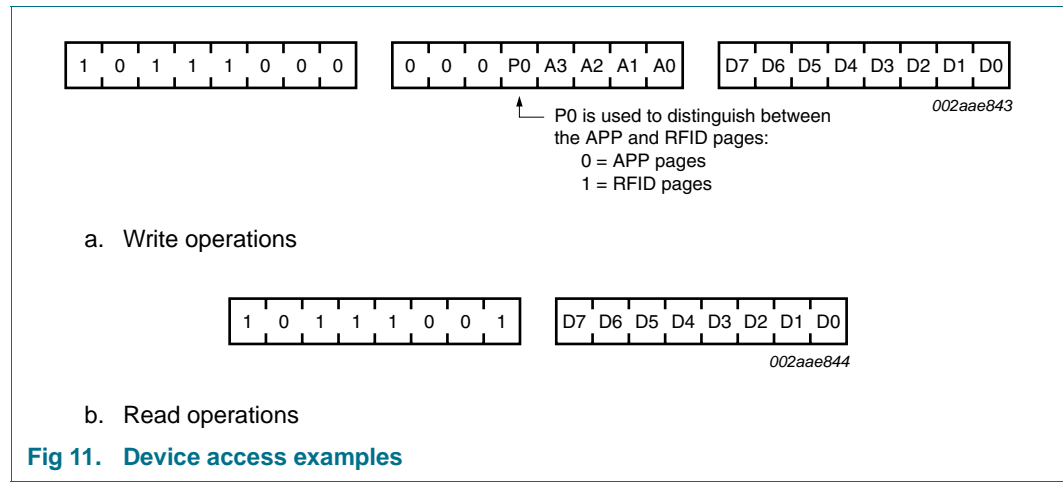 1 0 1 1 1 0 0 0 0 0 0 P0 A3 A2 A1 A0 D7 D6 D5 D4 D3 D2 D1 D0
002aae843
P0 is used to distinguish between
the APP and RFID pages:
0 = APP pages
1 = RFID pages
a. Write operations
1 0 1 1 1 0 0 1 D7 D6 D5 D4 D3 D2 D1 D0
002aae844
b. Read operations
Fig 11. Device access examples